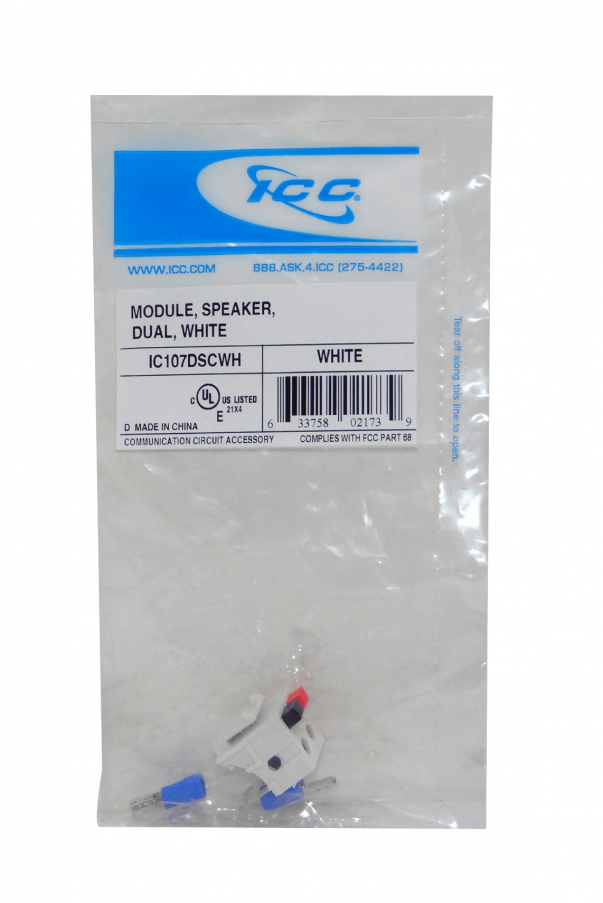 ICC®
WWW.ICC.COM 888.ASK.4.ICC (275-4422)
MODULE, SPEAKER,
DUAL, WHITE
IC107DSCWH WHITE
C UL US LISTED
E 21X4
D MADE IN CHINA
6 33758 02173 9
COMMUNICATION CIRCUIT ACCESSORY COMPLIES WITH FCC PART 68
Tear off along this line to open.